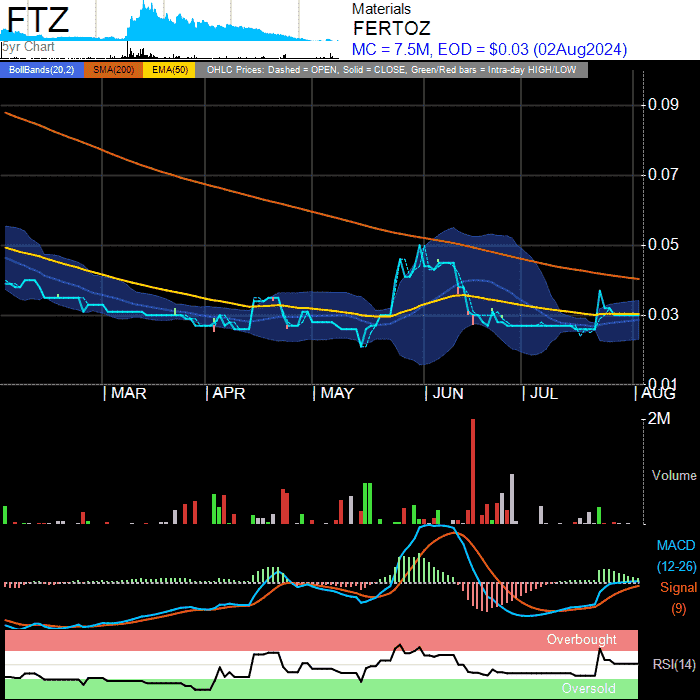 FTZ
5yr Chart
Materials
FERTOZ
MC = 7.5M, EOD = $0.03 (02Aug2024)
BollBands(20,2) SMA(200) EMA(50) OHLC Prices: Dashed = OPEN, Solid = CLOSE, Green/Red bars = Intra-day HIGH/LOW
0.09
0.07
0.05
0.03
0.01
MAR APR MAY JUN JUL AUG
2M
Volume
MACD
(12-26)
Signal
(9)
Overbought
RSI(14)
Oversold